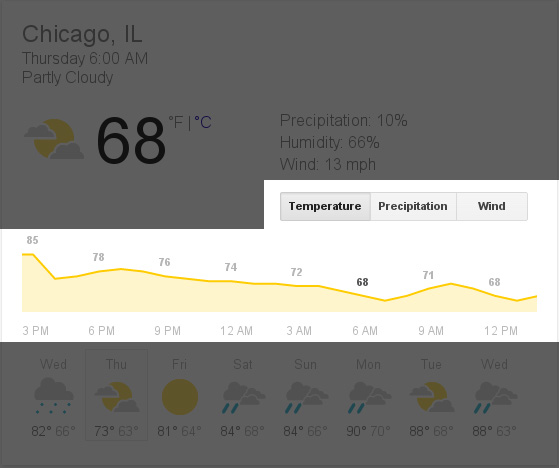 Chicago, IL
Thursday 6:00 AM
Partly Cloudy
68 °F | °C
Precipitation: 10%
Humidity: 66%
Wind: 13 mph
Temperature Precipitation Wind
85 78 76 74 72 68 71 68
3 PM 6 PM 9 PM 12 AM 3 AM 6 AM 9 AM 12 PM
Wed Thu Fri Sat Sun Mon Tue Wed
82° 66° 73° 63° 81° 64° 84° 68° 84° 66° 90° 70° 88° 68° 88° 63°